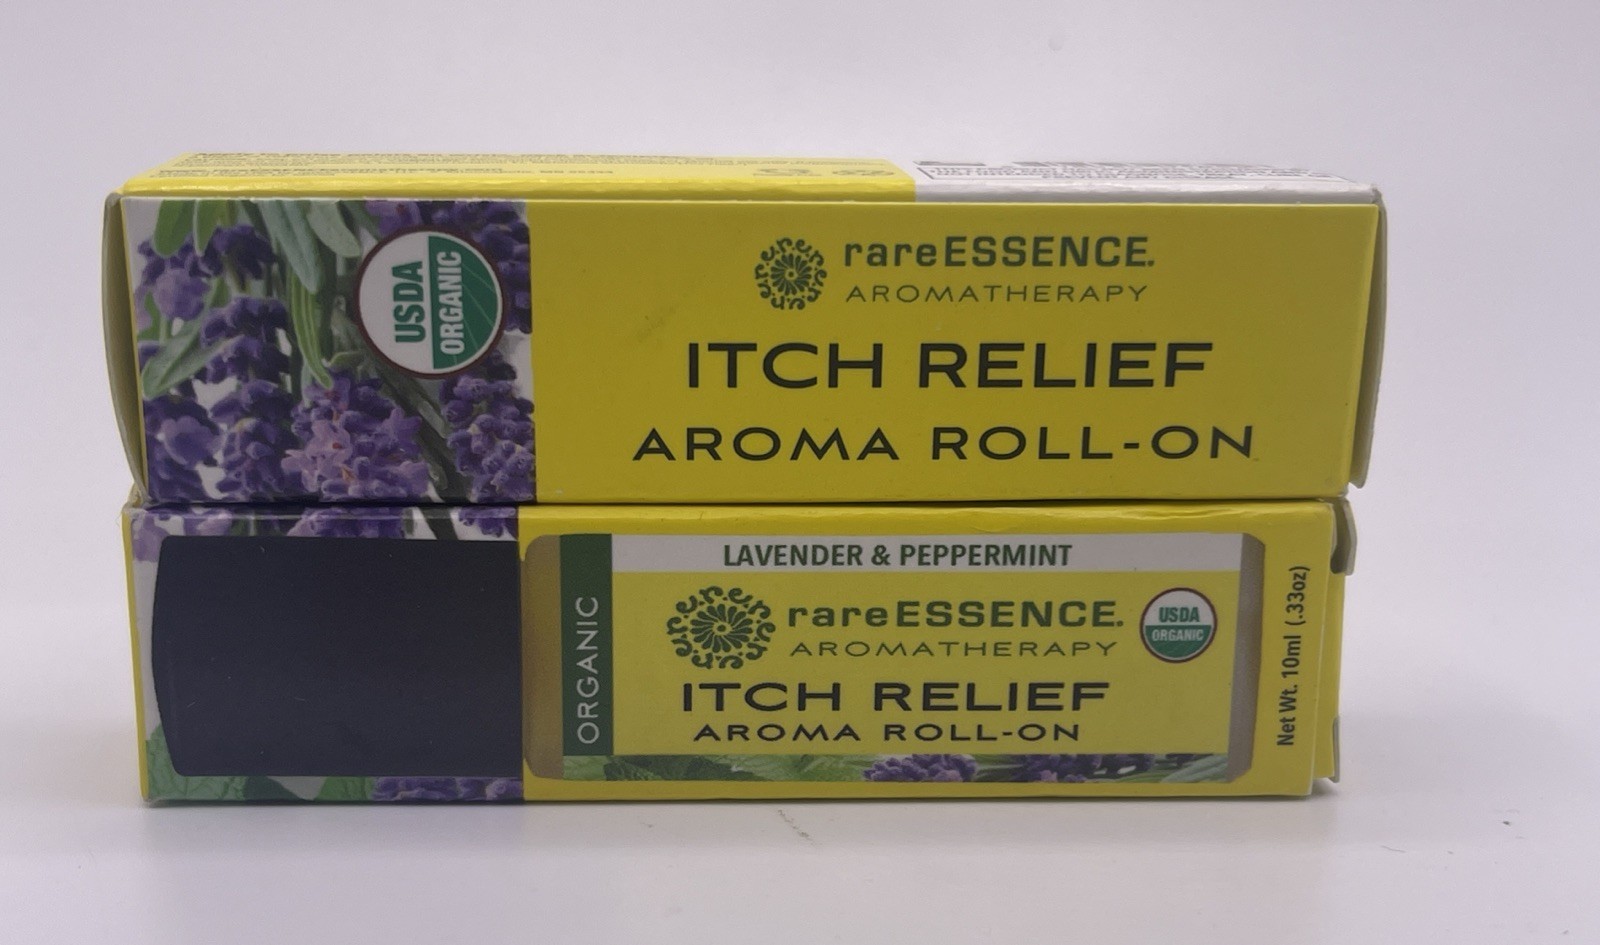 USDA
ORGANIC
rareESSENCE.
AROMATHERAPY
ITCH RELIEF
AROMA ROLL-ON
LAVENDER & PEPPERMINT
ORGANIC
rareESSENCE.
AROMATHERAPY
USDA
ORGANIC
ITCH RELIEF
AROMA ROLL-ON
Net Wt. 10ml (.33oz)